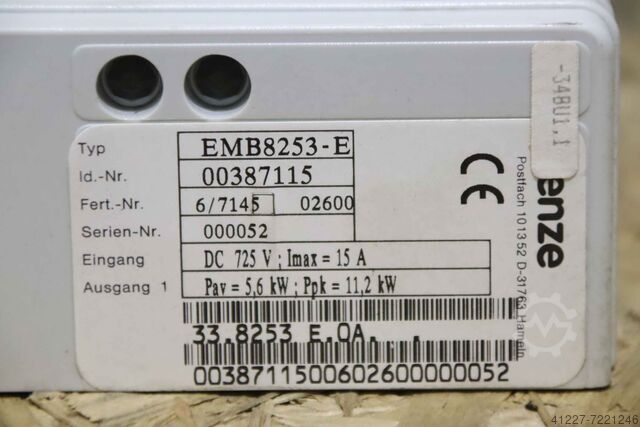 Typ EMB8253-E
Id.-Nr. 00387115
Fert.-Nr. 6/7145 02600
Serien-Nr. 000052
Eingang DC 725 V ; Imax = 15 A
Ausgang 1 Pav = 5,6 kW ; Ppk = 11,2 kW
33.8253 E.0A. .
00387115006026000000052
CE
enze
Postfach 101352 D-31763 Hameln
-34BU1.1
41227-7221246